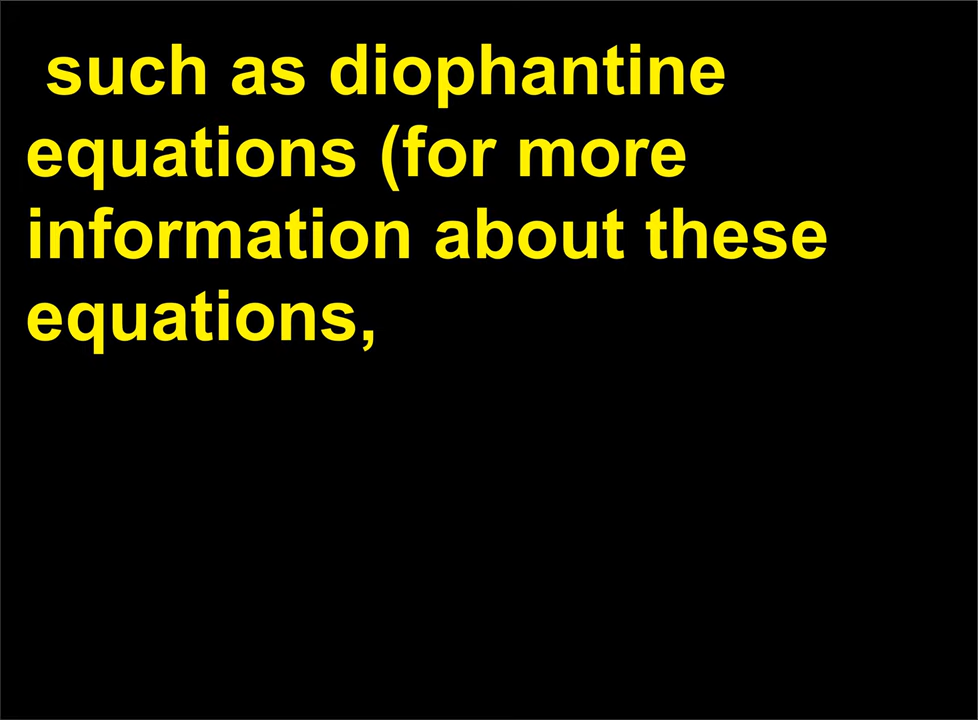 such as diophantine
equations (for more
information about these
equations,